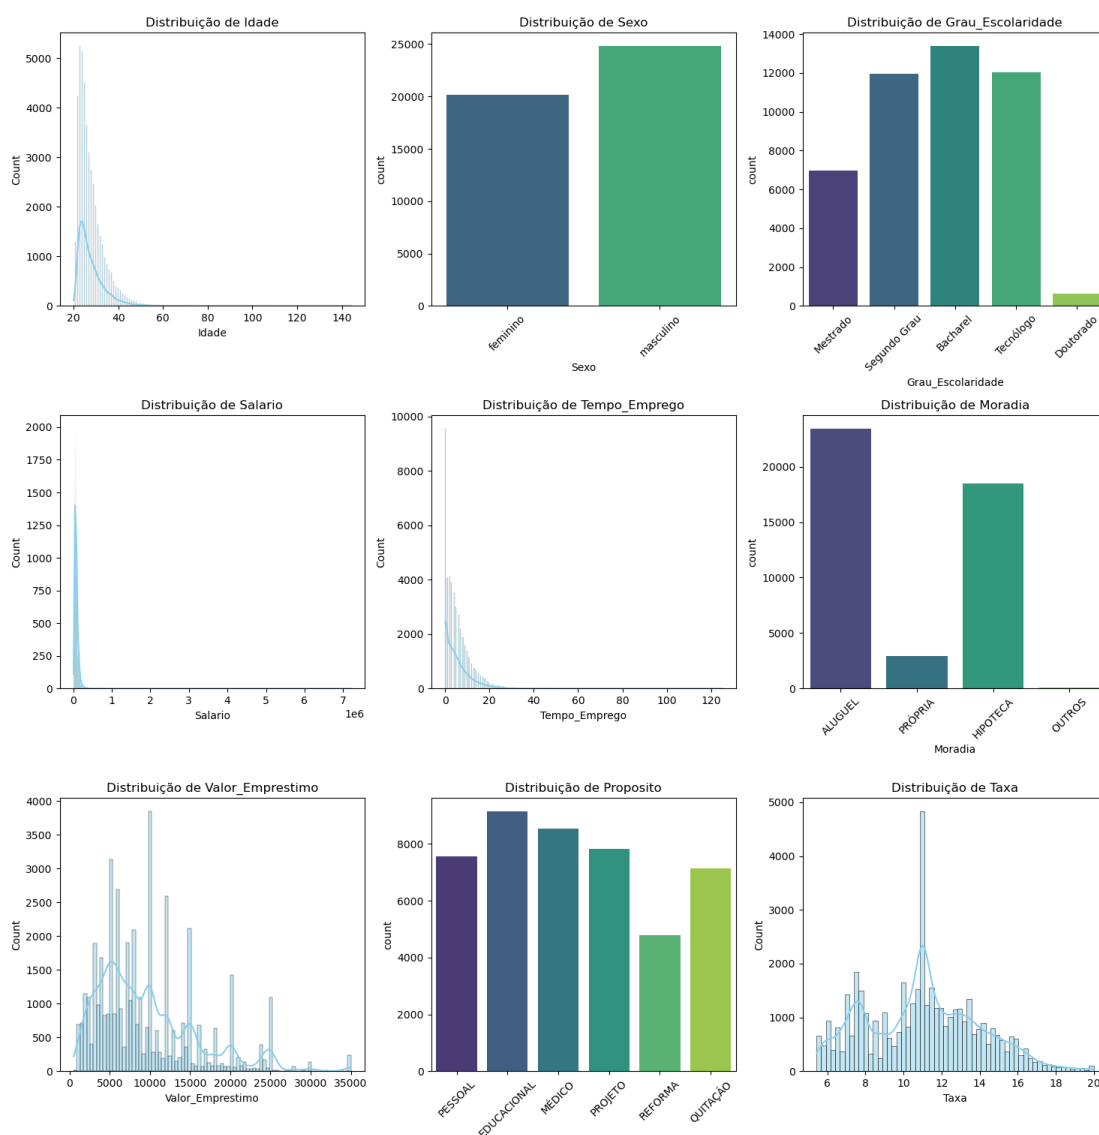 Distribuição de Idade
Count
5000
4000
3000
2000
1000
0
20 40 60 80 100 120 140
Idade
Distribuição de Sexo
count
25000
20000
15000
10000
5000
0
feminino masculino
Sexo
Distribuição de Grau_Escolaridade
count
14000
12000
10000
8000
6000
4000
2000
0
Mestrado Segundo Grau Bacharel Tecnólogo Doutorado
Grau_Escolaridade
Distribuição de Salario
Count
2000
1750
1500
1250
1000
750
500
250
0
0 1 2 3 4 5 6 7
1e6
Salario
Distribuição de Tempo_Emprego
Count
10000
8000
6000
4000
2000
0
0 20 40 60 80 100 120
Tempo_Emprego
Distribuição de Moradia
count
20000
15000
10000
5000
0
ALUGUEL PRÓPRIA HIPOTECA OUTROS
Moradia
Distribuição de Valor_Emprestimo
Count
4000
3500
3000
2500
2000
1500
1000
500
0
0 5000 10000 15000 20000 25000 30000 35000
Valor_Emprestimo
Distribuição de Proposito
count
8000
6000
4000
2000
0
PESSOAL EDUCACIONAL MÉDICO PROJETO REFORMA QUITAÇÃO
Distribuição de Taxa
Count
5000
4000
3000
2000
1000
0
6 8 10 12 14 16 18 20
Taxa